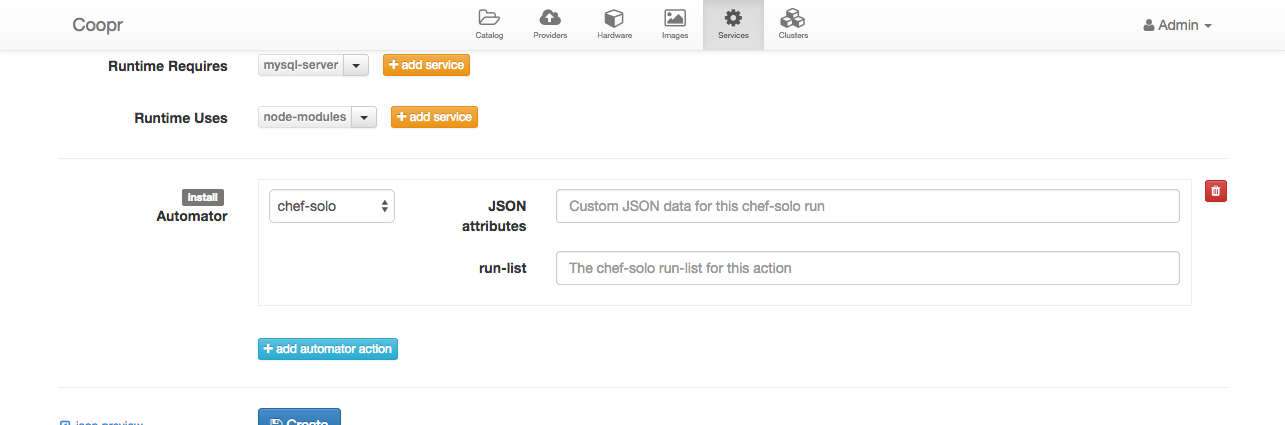 Coopr
Catalog
Providers
Hardware
Images
Services
Clusters
Admin
Runtime Requires
mysql-server
add service
Runtime Uses
node-modules
add service
Install
Automator
chef-solo
JSON
attributes
Custom JSON data for this chef-solo run
run-list
The chef-solo run-list for this action
add automator action
json preview
Create